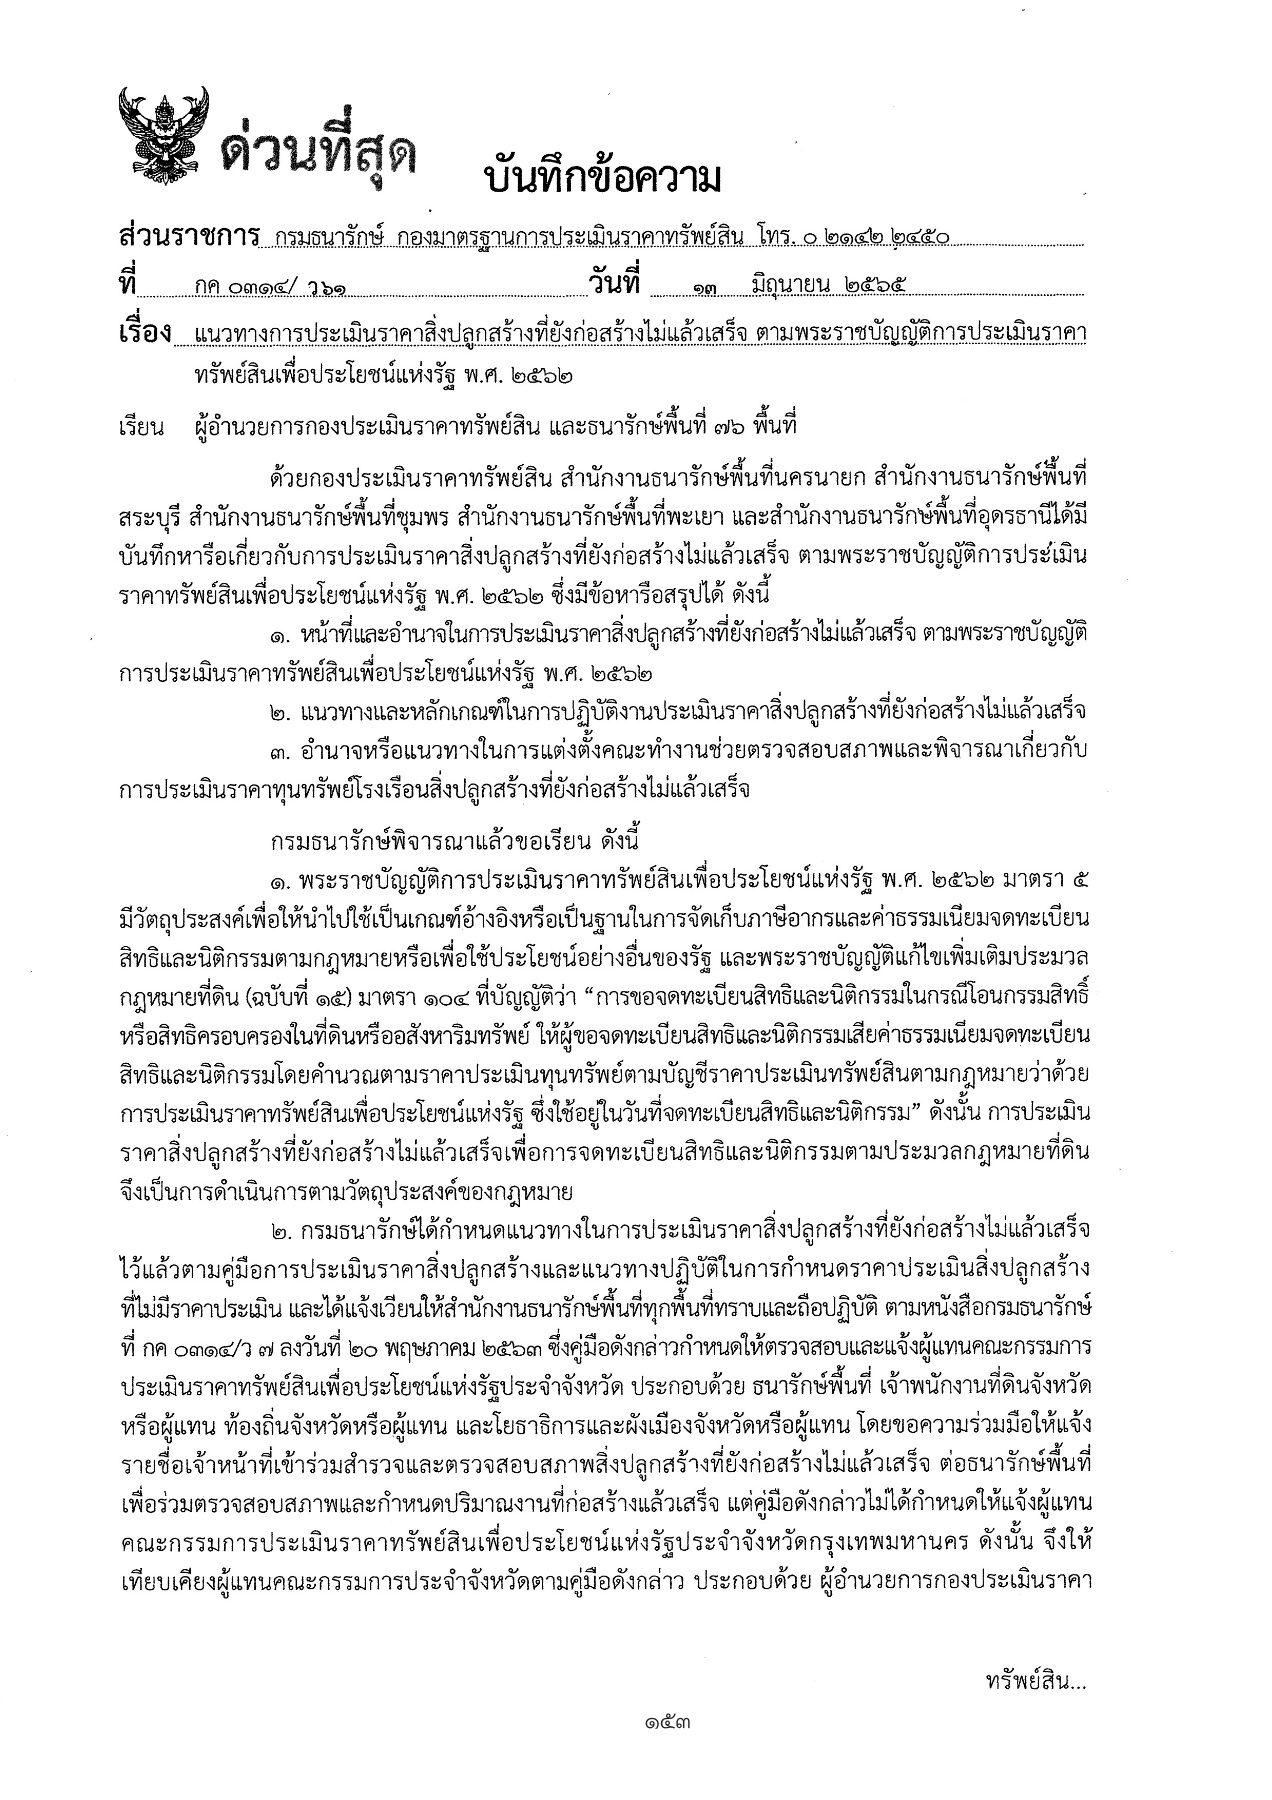 ด่วนที่สุด
บันทึกข้อความ
ส่วนราชการ กรมธนารักษ์ กองมาตรฐานการประเมินราคาทรัพย์สิน โทร. ๐ ๒๑๔๒ ๒๔๕๐
ที่ กค ๐๓๑๔/ ว๖๑ วันที่ ๑๓ มิถุนายน ๒๕๖๕
เรื่อง แนวทางการประเมินราคาสิ่งปลูกสร้างที่ยังก่อสร้างไม่แล้วเสร็จ ตามพระราชบัญญัติการประเมินราคา
ทรัพย์สินเพื่อประโยชน์แห่งรัฐ พ.ศ. ๒๕๖๒
เรียน ผู้อำนวยการกองประเมินราคาทรัพย์สิน และธนารักษ์พื้นที่ ๗๖ พื้นที่
ด้วยกองประเมินราคาทรัพย์สิน สำนักงานธนารักษ์พื้นที่นครนายก สำนักงานธนารักษ์พื้นที่
สระบุรี สำนักงานธนารักษ์พื้นที่ชุมพร สำนักงานธนารักษ์พื้นที่พะเยา และสำนักงานธนารักษ์พื้นที่อุดรธานีได้มี
บันทึกหารือเกี่ยวกับการประเมินราคาสิ่งปลูกสร้างที่ยังก่อสร้างไม่แล้วเสร็จ ตามพระราชบัญญัติการประเมิน
ราคาทรัพย์สินเพื่อประโยชน์แห่งรัฐ พ.ศ. ๒๕๖๒ ซึ่งมีข้อหารือสรุปได้ ดังนี้
๑. หน้าที่และอำนาจในการประเมินราคาสิ่งปลูกสร้างที่ยังก่อสร้างไม่แล้วเสร็จ ตามพระราชบัญญัติ
การประเมินราคาทรัพย์สินเพื่อประโยชน์แห่งรัฐ พ.ศ. ๒๕๖๒
๒. แนวทางและหลักเกณฑ์ในการปฏิบัติงานประเมินราคาสิ่งปลูกสร้างที่ยังก่อสร้างไม่แล้วเสร็จ
๓. อำนาจหรือแนวทางในการแต่งตั้งคณะทำงานช่วยตรวจสอบสภาพและพิจารณาเกี่ยวกับ
การประเมินราคาทุนทรัพย์โรงเรือนสิ่งปลูกสร้างที่ยังก่อสร้างไม่แล้วเสร็จ
กรมธนารักษ์พิจารณาแล้วขอเรียน ดังนี้
๑. พระราชบัญญัติการประเมินราคาทรัพย์สินเพื่อประโยชน์แห่งรัฐ พ.ศ. ๒๕๖๒ มาตรา ๕
มีวัตถุประสงค์เพื่อให้นำไปใช้เป็นเกณฑ์อ้างอิงหรือเป็นฐานในการจัดเก็บภาษีอากรและค่าธรรมเนียมจดทะเบียน
สิทธิและนิติกรรมตามกฎหมายหรือเพื่อใช้ประโยชน์อย่างอื่นของรัฐ และพระราชบัญญัติแก้ไขเพิ่มเติมประมวล
กฎหมายที่ดิน (ฉบับที่ ๑๕) มาตรา ๑๐๔ ที่บัญญัติว่า “การขอจดทะเบียนสิทธิและนิติกรรมในกรณีโอนกรรมสิทธิ์
หรือสิทธิครอบครองในที่ดินหรืออสังหาริมทรัพย์ ให้ผู้ขอจดทะเบียนสิทธิและนิติกรรมเสียค่าธรรมเนียมจดทะเบียน
สิทธิและนิติกรรมโดยคำนวณตามราคาประเมินทุนทรัพย์ตามบัญชีราคาประเมินทรัพย์สินตามกฎหมายว่าด้วย
การประเมินราคาทรัพย์สินเพื่อประโยชน์แห่งรัฐ ซึ่งใช้อยู่ในวันที่จดทะเบียนสิทธิและนิติกรรม” ดังนั้น การประเมิน
ราคาสิ่งปลูกสร้างที่ยังก่อสร้างไม่แล้วเสร็จเพื่อการจดทะเบียนสิทธิและนิติกรรมตามประมวลกฎหมายที่ดิน
จึงเป็นการดำเนินการตามวัตถุประสงค์ของกฎหมาย
๒. กรมธนารักษ์ได้กำหนดแนวทางในการประเมินราคาสิ่งปลูกสร้างที่ยังก่อสร้างไม่แล้วเสร็จ
ไว้แล้วตามคู่มือการประเมินราคาสิ่งปลูกสร้างและแนวทางปฏิบัติในการกำหนดราคาประเมินสิ่งปลูกสร้าง
ที่ไม่มีราคาประเมิน และได้แจ้งเวียนให้สำนักงานธนารักษ์พื้นที่ทุกพื้นที่ทราบและถือปฏิบัติ ตามหนังสือกรมธนารักษ์
ที่ กค ๐๓๑๔/ว ๗ ลงวันที่ ๒๐ พฤษภาคม ๒๕๖๓ ซึ่งคู่มือดังกล่าวกำหนดให้ตรวจสอบและแจ้งผู้แทนคณะกรรมการ
ประเมินราคาทรัพย์สินเพื่อประโยชน์แห่งรัฐประจำจังหวัด ประกอบด้วย ธนารักษ์พื้นที่ เจ้าพนักงานที่ดินจังหวัด
หรือผู้แทน ท้องถิ่นจังหวัดหรือผู้แทน และโยธาธิการและผังเมืองจังหวัดหรือผู้แทน โดยขอความร่วมมือให้แจ้ง
รายชื่อเจ้าหน้าที่เข้าร่วมสำรวจและตรวจสอบสภาพสิ่งปลูกสร้างที่ยังก่อสร้างไม่แล้วเสร็จ ต่อธนารักษ์พื้นที่
เพื่อร่วมตรวจสอบสภาพและกำหนดปริมาณงานที่ก่อสร้างแล้วเสร็จ แต่คู่มือดังกล่าวไม่ได้กำหนดให้แจ้งผู้แทน
คณะกรรมการประเมินราคาทรัพย์สินเพื่อประโยชน์แห่งรัฐประจำจังหวัดกรุงเทพมหานคร ดังนั้น จึงให้
เทียบเคียงผู้แทนคณะกรรมการประจำจังหวัดตามคู่มือดังกล่าว ประกอบด้วย ผู้อำนวยการกองประเมินราคา
ทรัพย์สิน...
๑๕๓